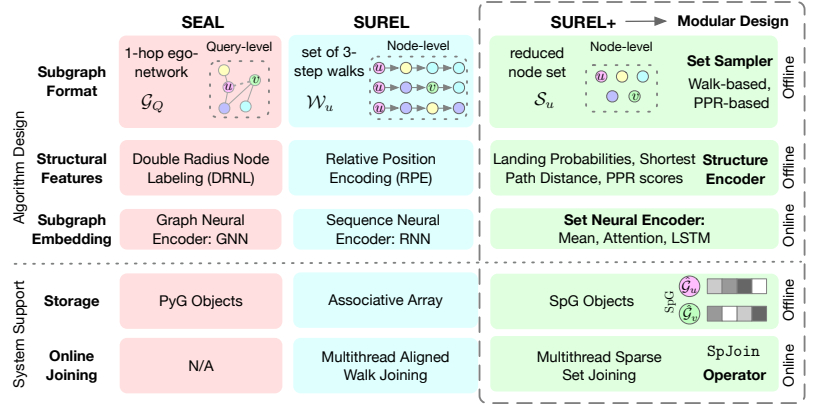 SEAL
SUREL
SUREL+
Modular Design
Algorithm Design
Subgraph
Format
1-hop ego-
network
𝒢_Q
Query-level
u
v
set of 3-
step walks
𝒲_u
Node-level
u
u
v
u
reduced
node set
𝒮_u
Node-level
u
v
Set Sampler
Walk-based,
PPR-based
Offline
Structural
Features
Double Radius Node
Labeling (DRNL)
Relative Position
Encoding (RPE)
Landing Probabilities, Shortest
Path Distance, PPR scores
Structure
Encoder
Offline
Subgraph
Embedding
Graph Neural
Encoder: GNN
Sequence Neural
Encoder: RNN
Set Neural Encoder:
Mean, Attention, LSTM
Online
System Support
Storage
PyG Objects
Associative Array
SpG Objects
SpG
𝒢̂_u
𝒢̂_v
Offline
Online
Joining
N/A
Multithread Aligned
Walk Joining
Multithread Sparse
Set Joining
SpJoin
Operator
Online